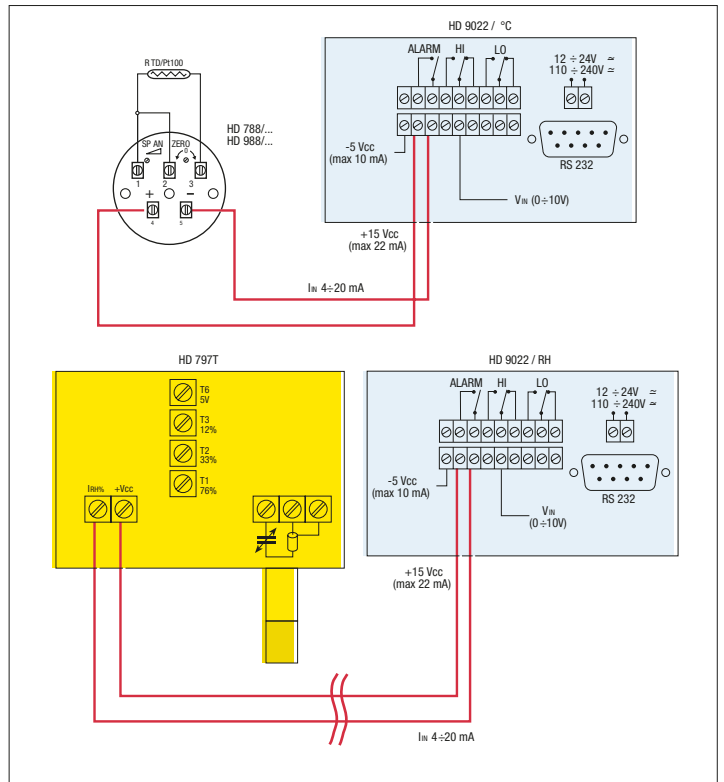 HD 9022 / °C
ALARM HI LO
12 ÷ 24V ≃
110 ÷ 240V ≃
R TD/Pt100
HD 788/...
HD 988/...
SP AN ZERO
0
1 2 3
+ -
4 5
-5 Vcc
(max 10 mA)
RS 232
VIN (0÷10V)
+15 Vcc
(max 22 mA)
IIN 4÷20 mA
HD 797T
T6
5V
T3
12%
T2
33%
T1
76%
IRH% +Vcc
HD 9022 / RH
ALARM HI LO
12 ÷ 24V ≃
110 ÷ 240V ≃
-5 Vcc
(max 10 mA)
RS 232
VIN
(0÷10V)
+15 Vcc
(max 22 mA)
IIN 4÷20 mA